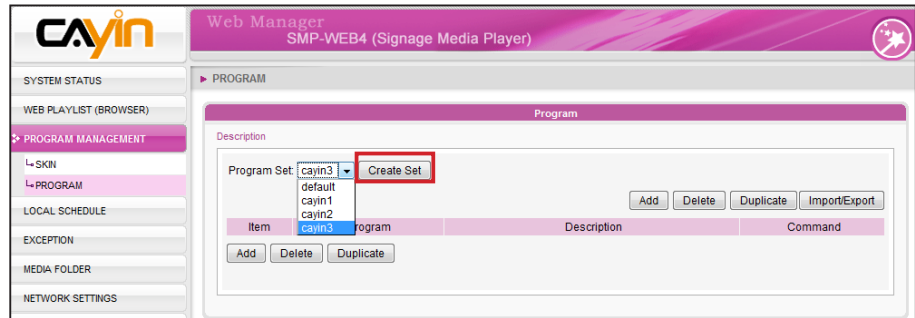 CAYIN
Web Manager
SMP-WEB4 (Signage Media Player)
SYSTEM STATUS
WEB PLAYLIST (BROWSER)
PROGRAM MANAGEMENT
SKIN
PROGRAM
LOCAL SCHEDULE
EXCEPTION
MEDIA FOLDER
NETWORK SETTINGS
PROGRAM
Program
Description
Program Set: cayin3 Create Set
default
cayin1
cayin2
cayin3
Add Delete Duplicate Import/Export
Item rogram Description Command
Add Delete Duplicate